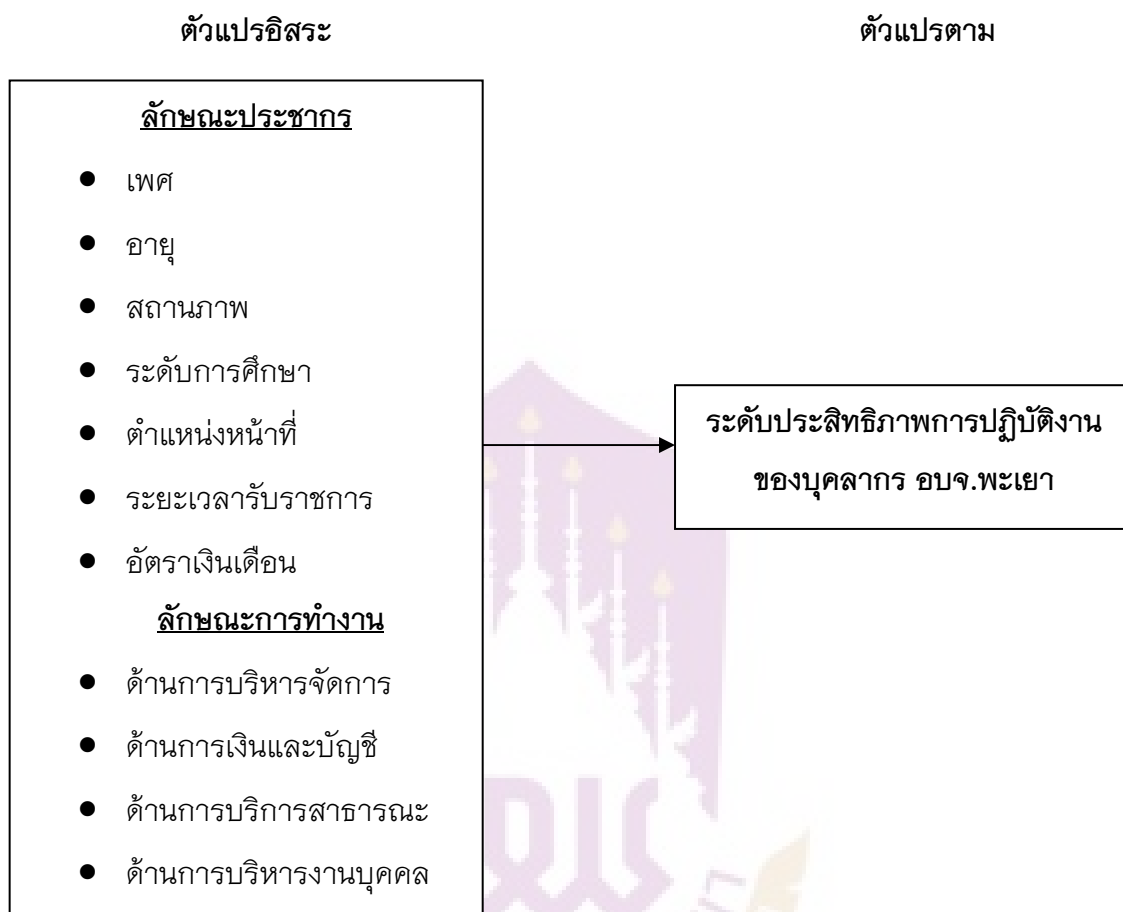 ตัวแปรอิสระ
ตัวแปรตาม
ลักษณะประชากร
● เพศ
● อายุ
● สถานภาพ
● ระดับการศึกษา
● ตำแหน่งหน้าที่
● ระยะเวลารับราชการ
● อัตราเงินเดือน
ลักษณะการทำงาน
● ด้านการบริหารจัดการ
● ด้านการเงินและบัญชี
● ด้านการบริการสาธารณะ
● ด้านการบริหารงานบุคคล
ระดับประสิทธิภาพการปฏิบัติงาน
ของบุคลากร อบจ.พะเยา